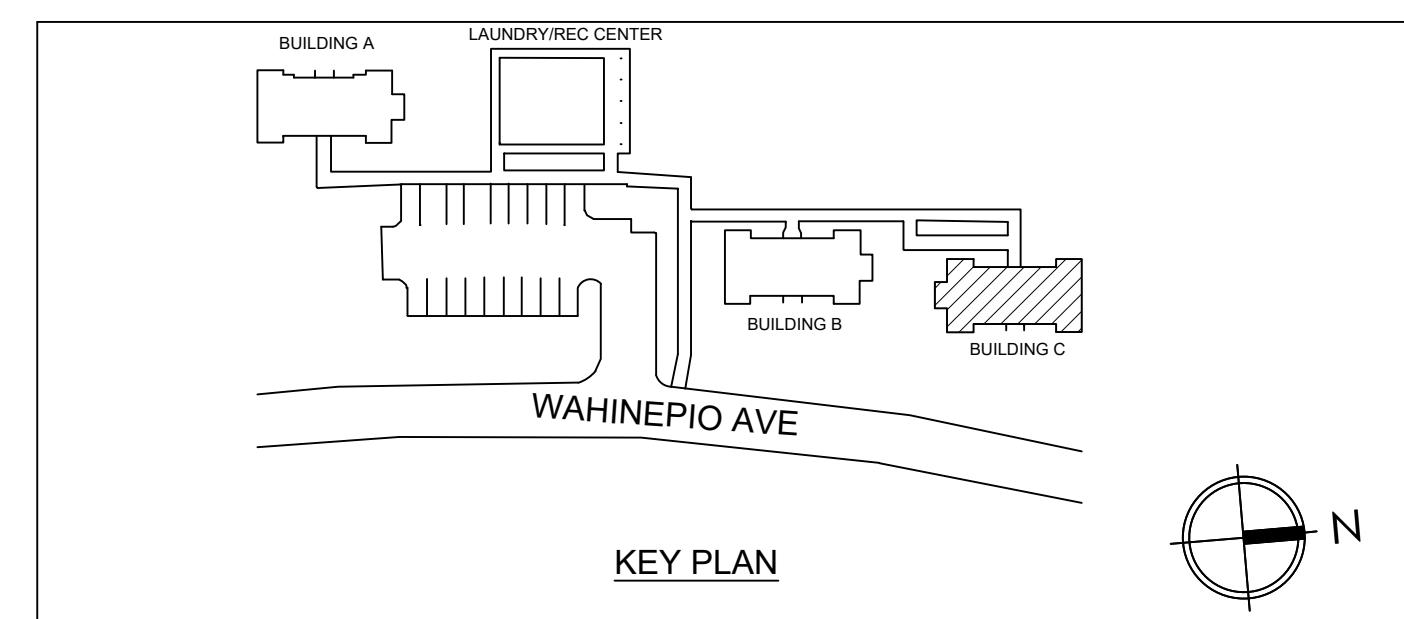 BUILDING A
LAUNDRY/REC CENTER
BUILDING B
BUILDING C
WAHINEPIO AVE
KEY PLAN
N